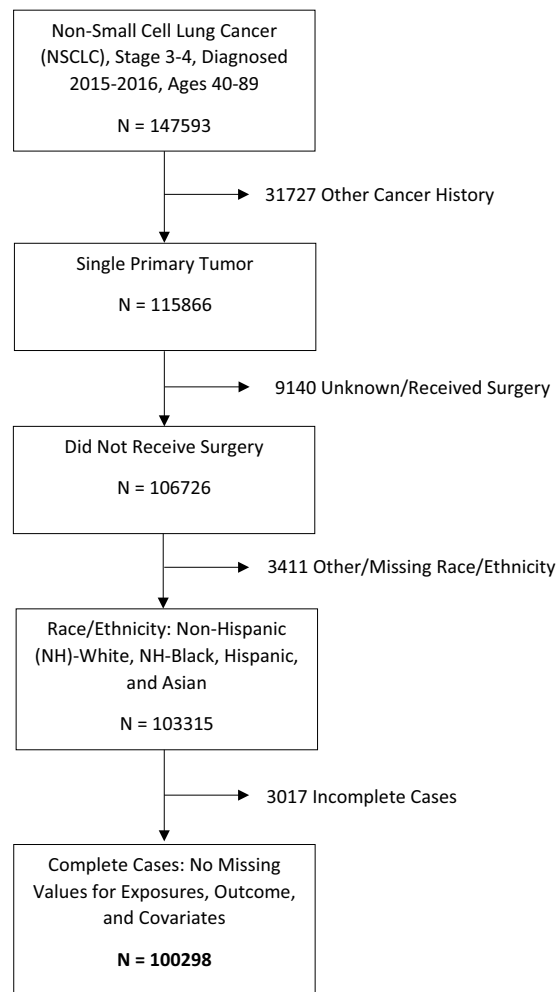 Non-Small Cell Lung Cancer
(NSCLC), Stage 3-4, Diagnosed
2015-2016, Ages 40-89
N = 147593
31727 Other Cancer History
Single Primary Tumor
N = 115866
9140 Unknown/Received Surgery
Did Not Receive Surgery
N = 106726
3411 Other/Missing Race/Ethnicity
Race/Ethnicity: Non-Hispanic
(NH)-White, NH-Black, Hispanic,
and Asian
N = 103315
3017 Incomplete Cases
Complete Cases: No Missing
Values for Exposures, Outcome,
and Covariates
N = 100298